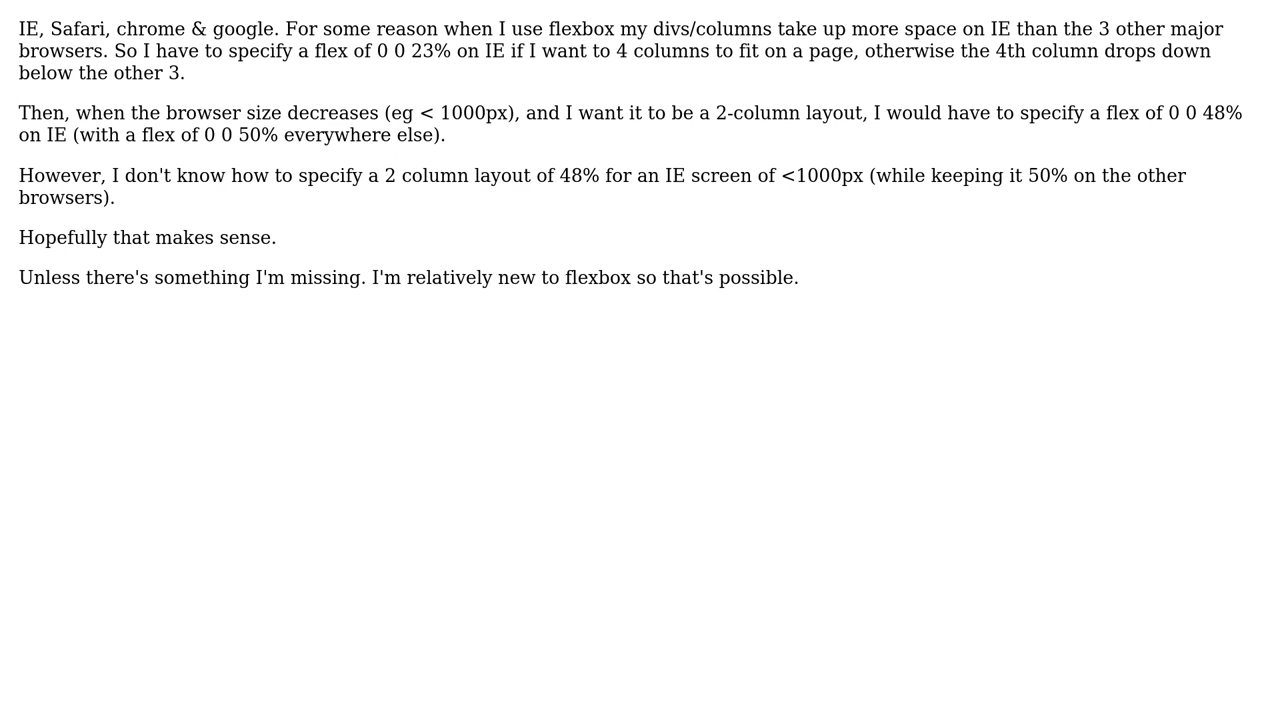 IE, Safari, chrome & google. For some reason when I use flexbox my divs/columns take up more space on IE than the 3 other major
browsers. So I have to specify a flex of 0 0 23% on IE if I want to 4 columns to fit on a page, otherwise the 4th column drops down
below the other 3.
Then, when the browser size decreases (eg < 1000px), and I want it to be a 2-column layout, I would have to specify a flex of 0 0 48%
on IE (with a flex of 0 0 50% everywhere else).
However, I don't know how to specify a 2 column layout of 48% for an IE screen of <1000px (while keeping it 50% on the other
browsers).
Hopefully that makes sense.
Unless there's something I'm missing. I'm relatively new to flexbox so that's possible.